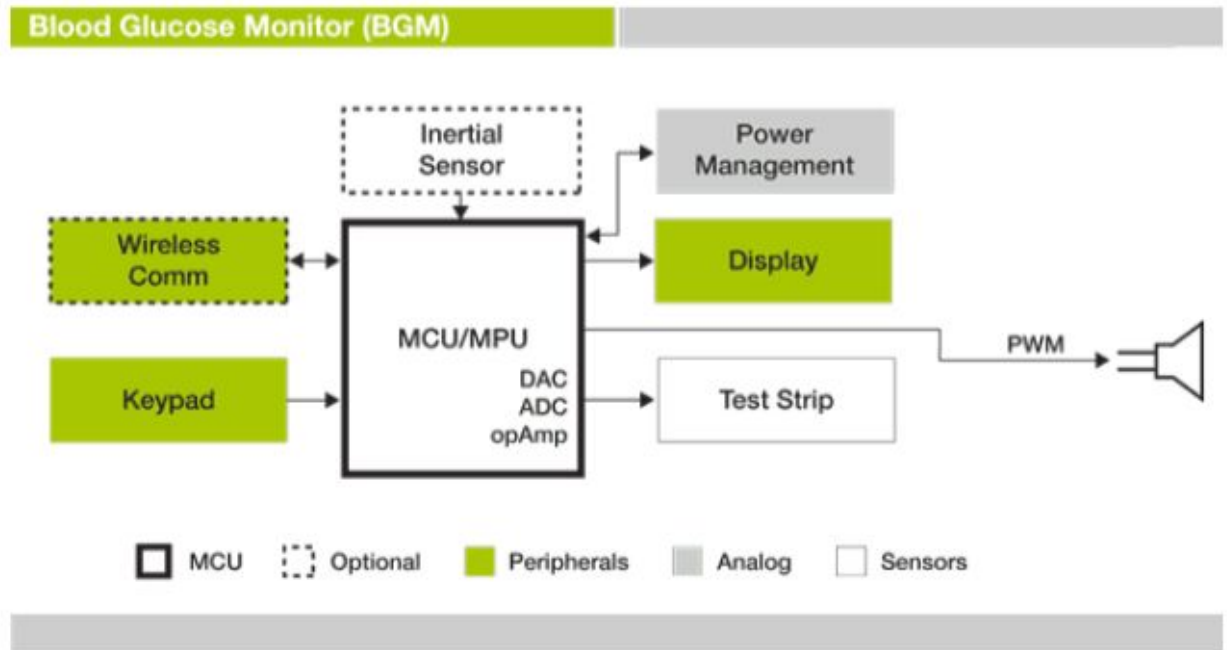 Blood Glucose Monitor (BGM)
Inertial
Sensor
Power
Management
Wireless
Comm
Display
MCU/MPU
PWM
DAC
ADC
opAmp
Keypad
Test Strip
MCU
Optional
Peripherals
Analog
Sensors